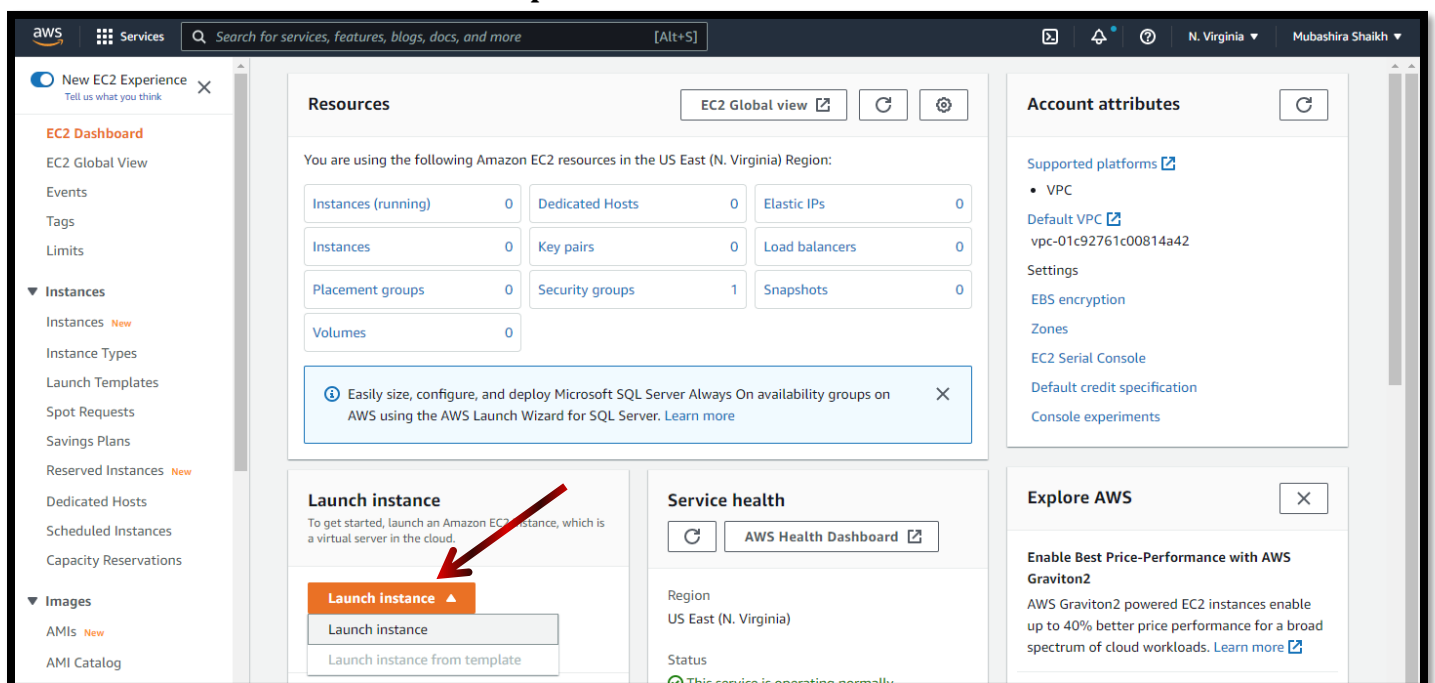 aws
Services
Search for services, features, blogs, docs, and more
[Alt+S]
N. Virginia ▼
Mubashira Shaikh ▼
New EC2 Experience
Tell us what you think
EC2 Dashboard
EC2 Global View
Events
Tags
Limits
▼ Instances
Instances New
Instance Types
Launch Templates
Spot Requests
Savings Plans
Reserved Instances New
Dedicated Hosts
Scheduled Instances
Capacity Reservations
▼ Images
AMIs New
AMI Catalog
Resources
EC2 Global view
You are using the following Amazon EC2 resources in the US East (N. Virginia) Region:
Instances (running) 0
Dedicated Hosts 0
Elastic IPs 0
Instances 0
Key pairs 0
Load balancers 0
Placement groups 0
Security groups 1
Snapshots 0
Volumes 0
Easily size, configure, and deploy Microsoft SQL Server Always On availability groups on
AWS using the AWS Launch Wizard for SQL Server. Learn more
Launch instance
To get started, launch an Amazon EC2 instance, which is
a virtual server in the cloud.
Launch instance ▲
Launch instance
Launch instance from template
Service health
AWS Health Dashboard
Region
US East (N. Virginia)
Status
This service is operating normally
Account attributes
Supported platforms
• VPC
Default VPC
vpc-01c92761c00814a42
Settings
EBS encryption
Zones
EC2 Serial Console
Default credit specification
Console experiments
Explore AWS
Enable Best Price-Performance with AWS
Graviton2
AWS Graviton2 powered EC2 instances enable
up to 40% better price performance for a broad
spectrum of cloud workloads. Learn more